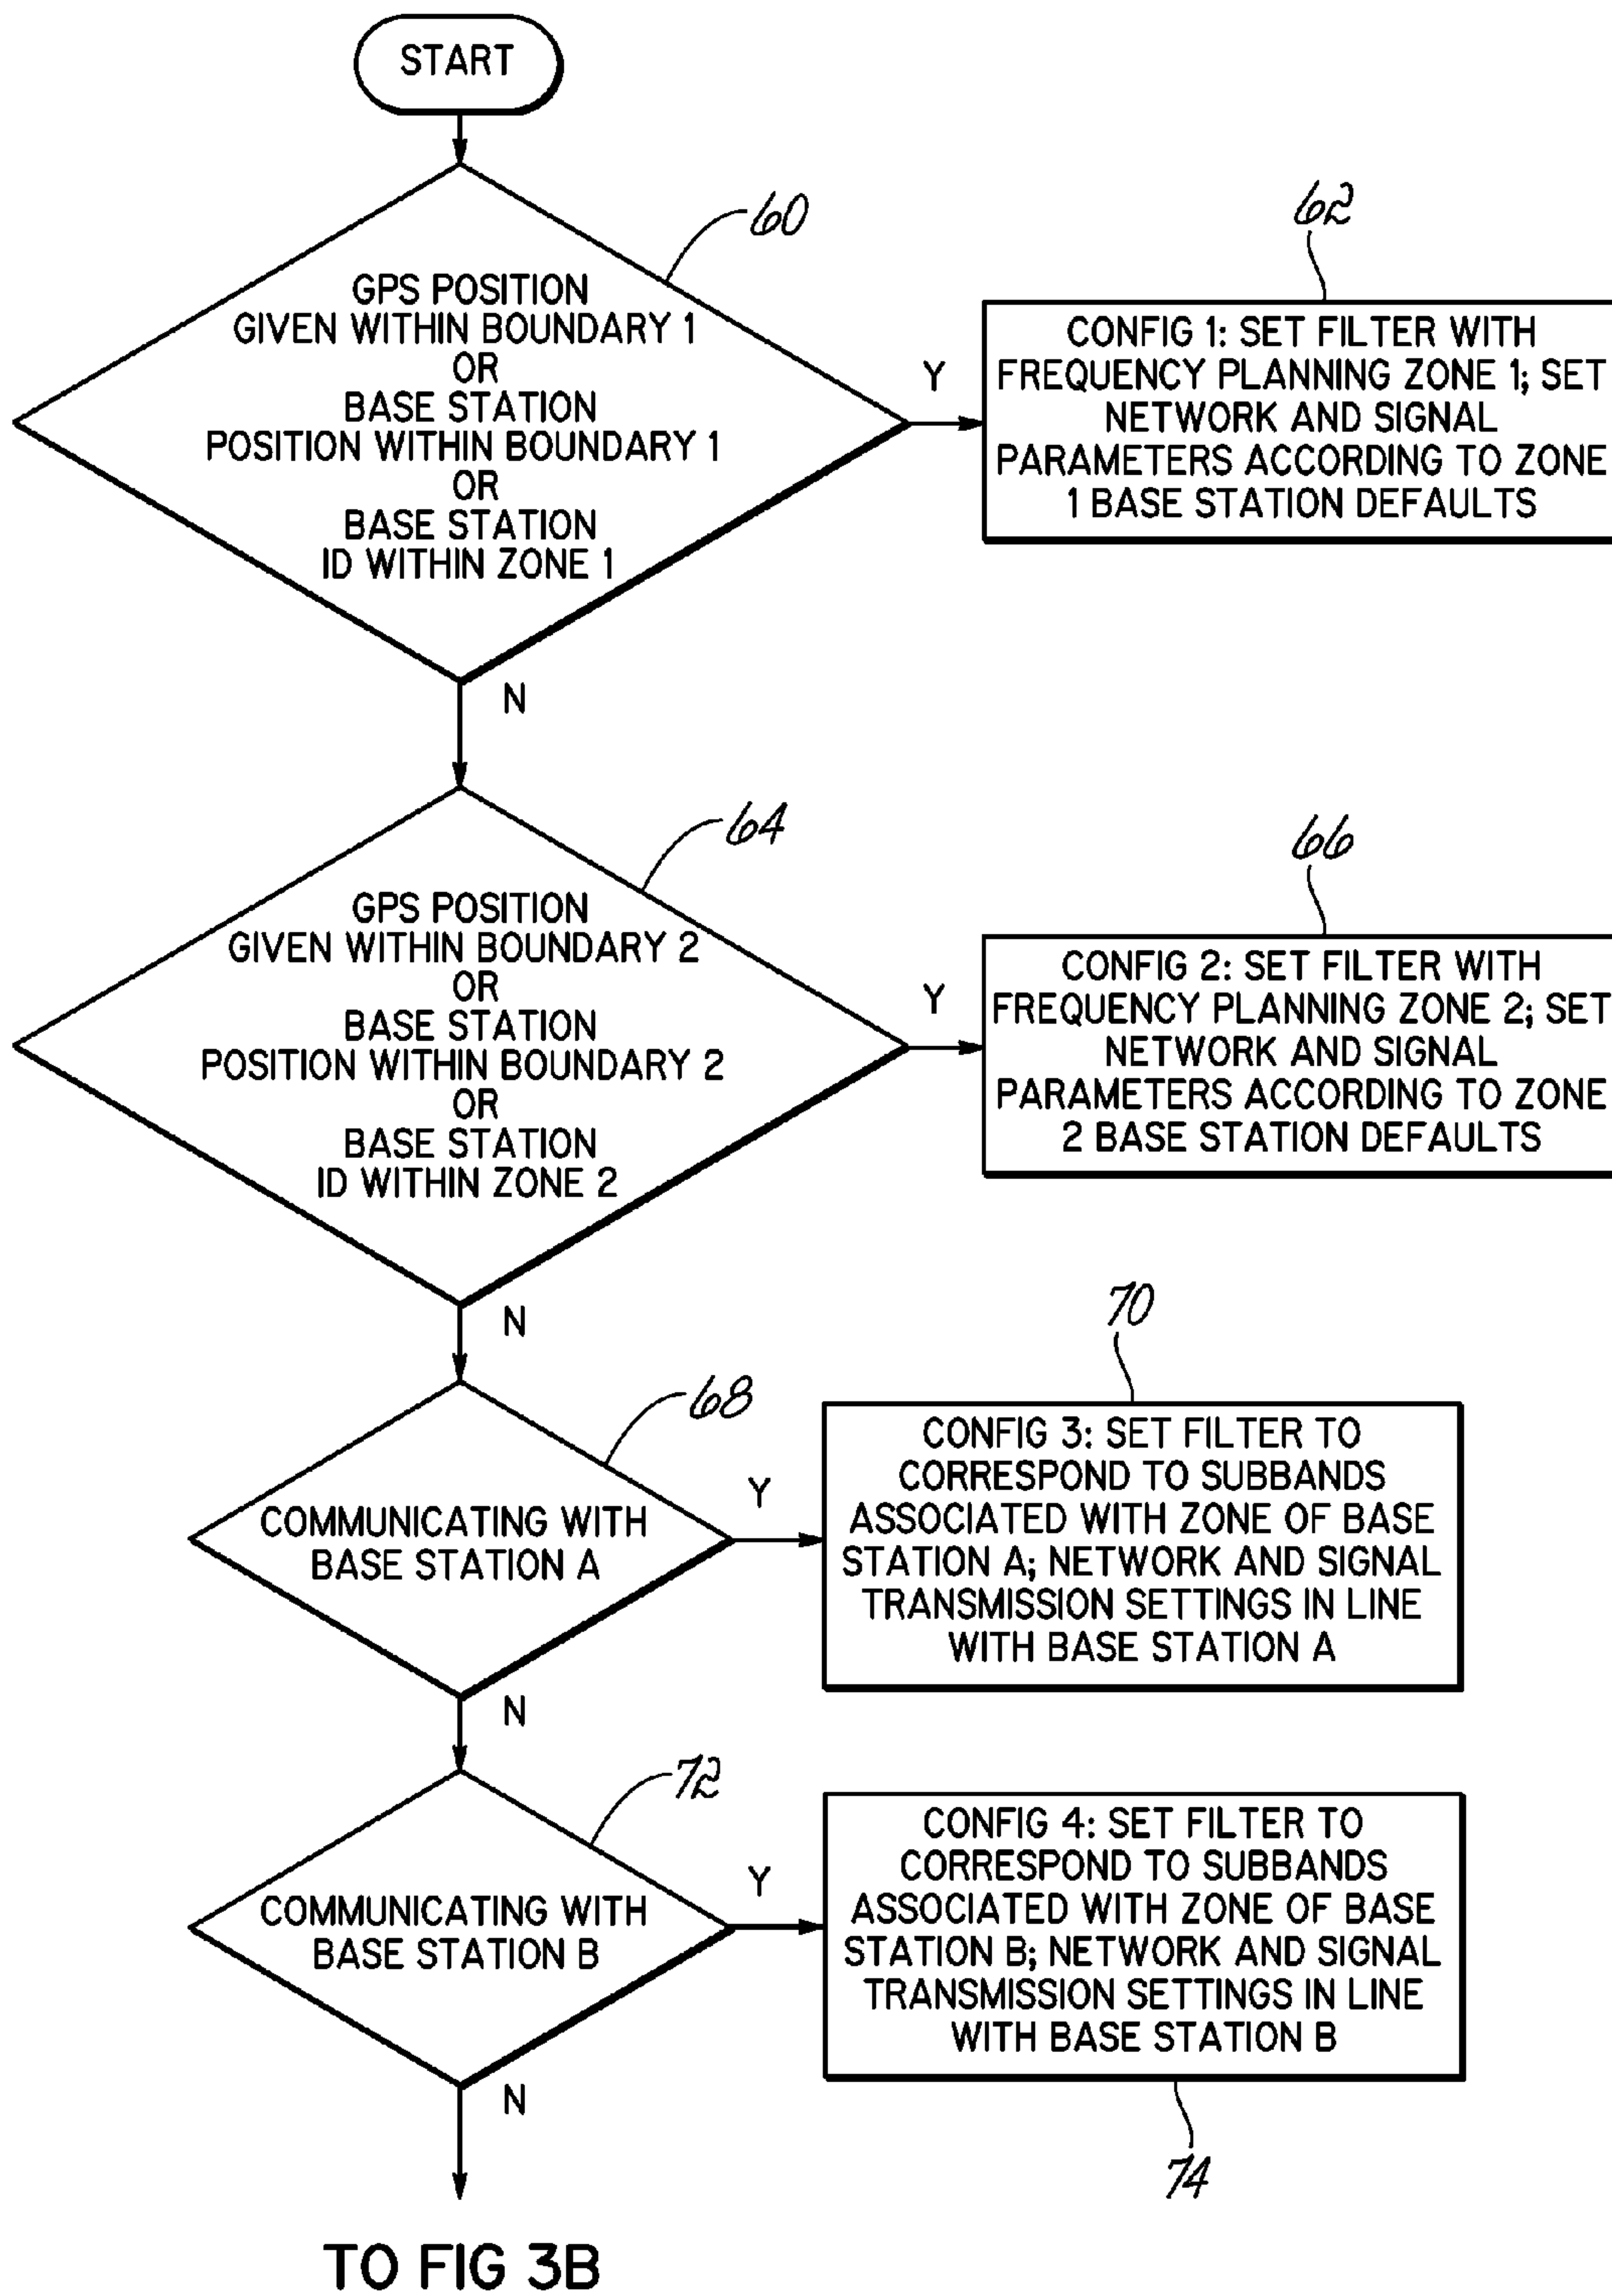 START
60
GPS POSITION
GIVEN WITHIN BOUNDARY 1
OR
BASE STATION
POSITION WITHIN BOUNDARY 1
OR
BASE STATION
ID WITHIN ZONE 1
Y
62
CONFIG 1: SET FILTER WITH
FREQUENCY PLANNING ZONE 1; SET
NETWORK AND SIGNAL
PARAMETERS ACCORDING TO ZONE
1 BASE STATION DEFAULTS
N
64
GPS POSITION
GIVEN WITHIN BOUNDARY 2
OR
BASE STATION
POSITION WITHIN BOUNDARY 2
OR
BASE STATION
ID WITHIN ZONE 2
Y
66
CONFIG 2: SET FILTER WITH
FREQUENCY PLANNING ZONE 2; SET
NETWORK AND SIGNAL
PARAMETERS ACCORDING TO ZONE
2 BASE STATION DEFAULTS
N
68
COMMUNICATING WITH
BASE STATION A
Y
70
CONFIG 3: SET FILTER TO
CORRESPOND TO SUBBANDS
ASSOCIATED WITH ZONE OF BASE
STATION A; NETWORK AND SIGNAL
TRANSMISSION SETTINGS IN LINE
WITH BASE STATION A
N
72
COMMUNICATING WITH
BASE STATION B
Y
CONFIG 4: SET FILTER TO
CORRESPOND TO SUBBANDS
ASSOCIATED WITH ZONE OF BASE
STATION B; NETWORK AND SIGNAL
TRANSMISSION SETTINGS IN LINE
WITH BASE STATION B
74
N
TO FIG 3B